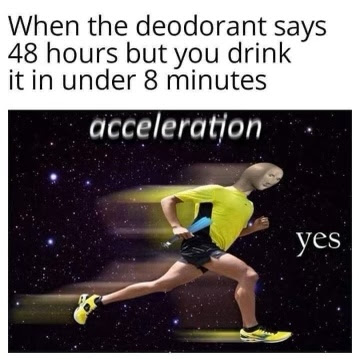 When the deodorant says
48 hours but you drink
it in under 8 minutes
acceleration
yes